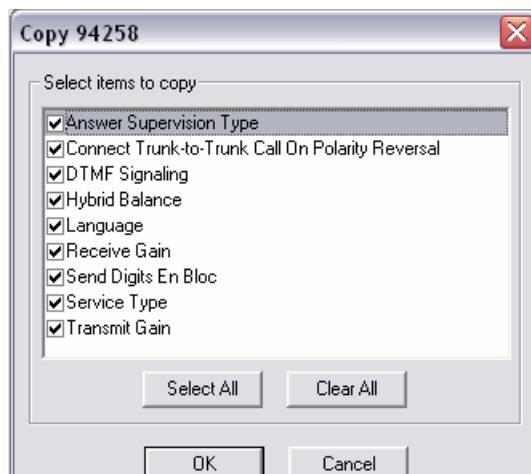 Copy 94258
Select items to copy
Answer Supervision Type
Connect Trunk-to-Trunk Call On Polarity Reversal
DTMF Signaling
Hybrid Balance
Language
Receive Gain
Send Digits En Bloc
Service Type
Transmit Gain
Select All Clear All
OK Cancel